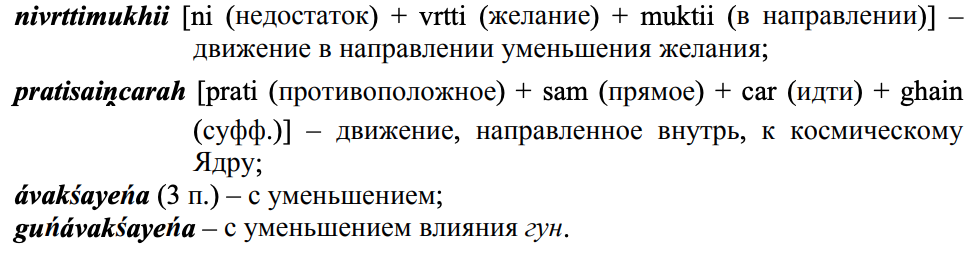 nivrttimukhii [ni (недостаток) + vrtti (желание) + muktii (в направлении)] –
движение в направлении уменьшения желания;
pratisaiṋcarah [prati (противоположное) + sam (прямое) + car (идти) + ghain
(суфф.)] – движение, направленное внутрь, к космическому
Ядру;
ávakśayeńa (3 п.) – с уменьшением;
guńávakśayeńa – с уменьшением влияния гун.